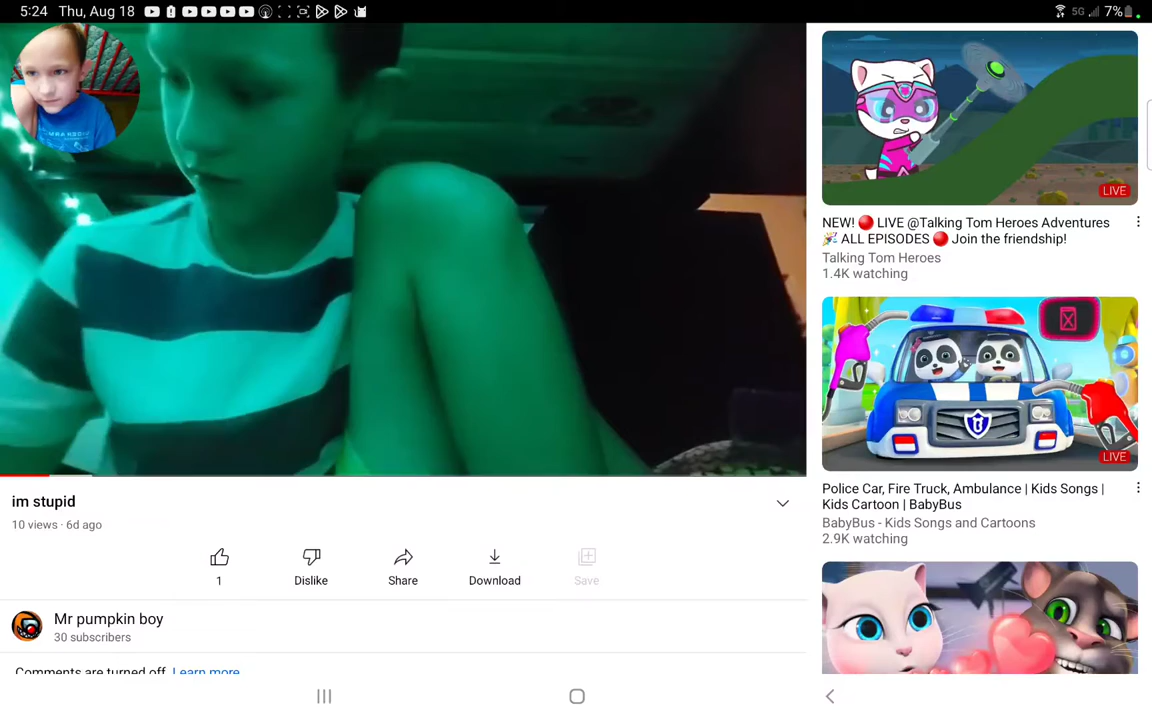 5:24 Thu, Aug 18
5G 7%
LIVE
NEW! 🔴 LIVE @Talking Tom Heroes Adventures
🎉 ALL EPISODES 🔴 Join the friendship!
Talking Tom Heroes
1.4K watching
LIVE
Police Car, Fire Truck, Ambulance | Kids Songs |
Kids Cartoon | BabyBus
BabyBus - Kids Songs and Cartoons
2.9K watching
im stupid
10 views · 6d ago
1
Dislike
Share
Download
Save
Mr pumpkin boy
30 subscribers
Comments are turned off. Learn more